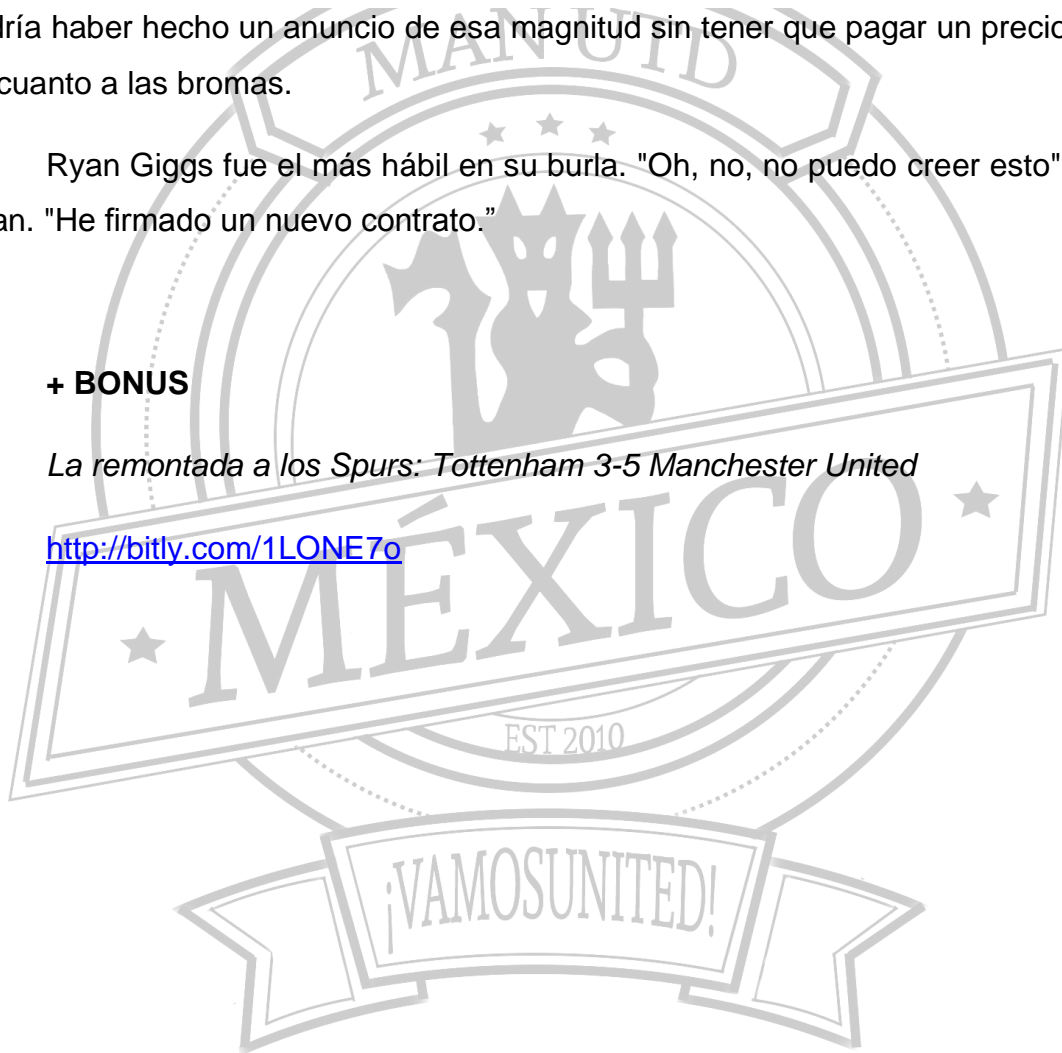 dría haber hecho un anuncio de esa magnitud sin tener que pagar un precio
cuanto a las bromas.
Ryan Giggs fue el más hábil en su burla. "Oh, no, no puedo creer esto"
an. "He firmado un nuevo contrato.”
+ BONUS
La remontada a los Spurs: Tottenham 3-5 Manchester United
http://bitly.com/1LONE7o
MAN UTD
MÉXICO
EST 2010
¡VAMOSUNITED!